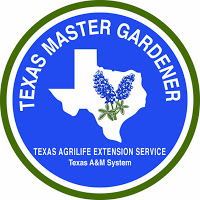 TEXAS MASTER GARDENER
TEXAS AGRILIFE EXTENSION SERVICE
Texas A&M System